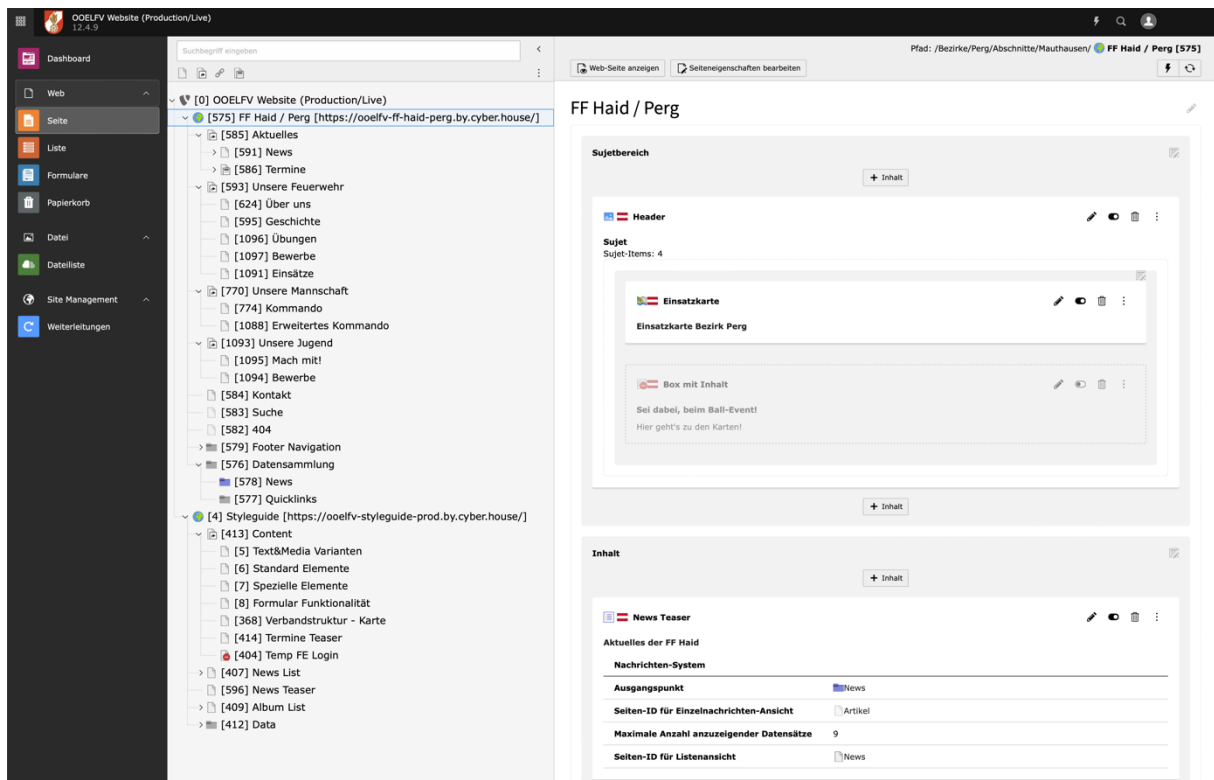 OOELFV Website (Production/Live)
12.4.9
Dashboard
Web
Seite
Liste
Formulare
Papierkorb
Datei
Dateiliste
Site Management
Weiterleitungen
Suchbegriff eingeben
[0] OOELFV Website (Production/Live)
[575] FF Haid / Perg [https://ooelfv-ff-haid-perg.by.cyber.house/]
[585] Aktuelles
[591] News
[586] Termine
[593] Unsere Feuerwehr
[624] Über uns
[595] Geschichte
[1096] Übungen
[1097] Bewerbe
[1091] Einsätze
[770] Unsere Mannschaft
[774] Kommando
[1088] Erweitertes Kommando
[1093] Unsere Jugend
[1095] Mach mit!
[1094] Bewerbe
[584] Kontakt
[583] Suche
[582] 404
[579] Footer Navigation
[576] Datensammlung
[578] News
[577] Quicklinks
[4] Styleguide [https://ooelfv-styleguide-prod.by.cyber.house/]
[413] Content
[5] Text&Media Varianten
[6] Standard Elemente
[7] Spezielle Elemente
[8] Formular Funktionalität
[368] Verbandstruktur - Karte
[414] Termine Teaser
[404] Temp FE Login
[407] News List
[596] News Teaser
[409] Album List
[412] Data
Pfad: /Bezirke/Perg/Abschnitte/Mauthausen/ FF Haid / Perg [575]
Web-Seite anzeigen
Seiteneigenschaften bearbeiten
FF Haid / Perg
Sujetbereich
+ Inhalt
Header
Sujet
Sujet-Items: 4
Einsatzkarte
Einsatzkarte Bezirk Perg
Box mit Inhalt
Sei dabei, beim Ball-Event!
Hier geht's zu den Karten!
+ Inhalt
Inhalt
+ Inhalt
News Teaser
Aktuelles der FF Haid
Nachrichten-System
Ausgangspunkt News
Seiten-ID für Einzelnachrichten-Ansicht Artikel
Maximale Anzahl anzuzeigender Datensätze 9
Seiten-ID für Listenansicht News